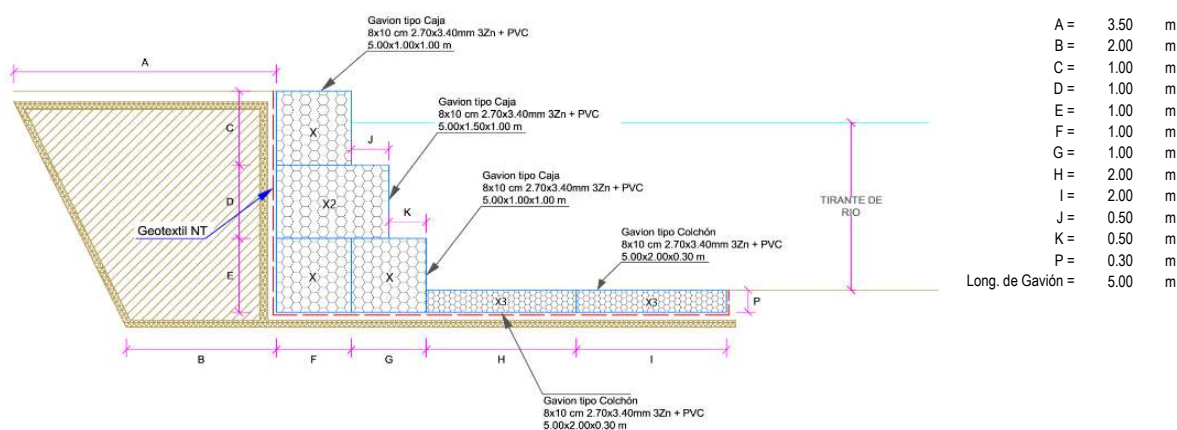 Gavion tipo Caja
8x10 cm 2.70x3.40mm 3Zn + PVC
5.00x1.00x1.00 m
A
Gavion tipo Caja
8x10 cm 2.70x3.40mm 3Zn + PVC
5.00x1.50x1.00 m
C
X
J
Gavion tipo Caja
8x10 cm 2.70x3.40mm 3Zn + PVC
5.00x1.00x1.00 m
D
X2
K
TIRANTE DE
RIO
Geotextil NT
Gavion tipo Colchón
8x10 cm 2.70x3.40mm 3Zn + PVC
5.00x2.00x0.30 m
E
X
X
X3
X3
P
B
F
G
H
I
Gavion tipo Colchón
8x10 cm 2.70x3.40mm 3Zn + PVC
5.00x2.00x0.30 m
A = 3.50 m
B = 2.00 m
C = 1.00 m
D = 1.00 m
E = 1.00 m
F = 1.00 m
G = 1.00 m
H = 2.00 m
I = 2.00 m
J = 0.50 m
K = 0.50 m
P = 0.30 m
Long. de Gavión = 5.00 m